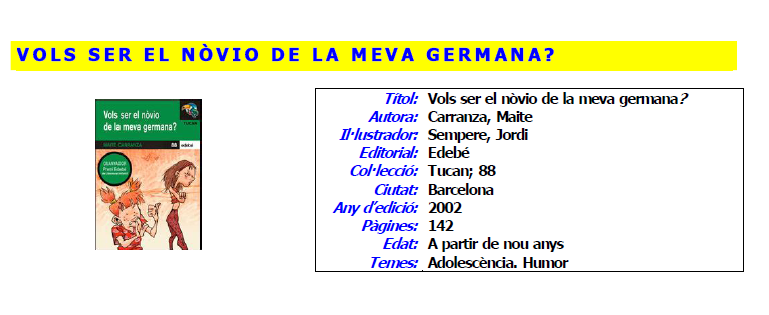 VOLS SER EL NÒVIO DE LA MEVA GERMANA?
Vols ser el nòvio
de la meva germana?
TUCAN
MAITE CARRANZA
88 edebé
GUANYADOR
Premi Edebé
Títol: Vols ser el nòvio de la meva germana?
Autora: Carranza, Maite
Il·lustrador: Sempere, Jordi
Editorial: Edebé
Col·lecció: Tucan; 88
Ciutat: Barcelona
Any d'edició: 2002
Pàgines: 142
Edat: A partir de nou anys
Temes: Adolescència. Humor